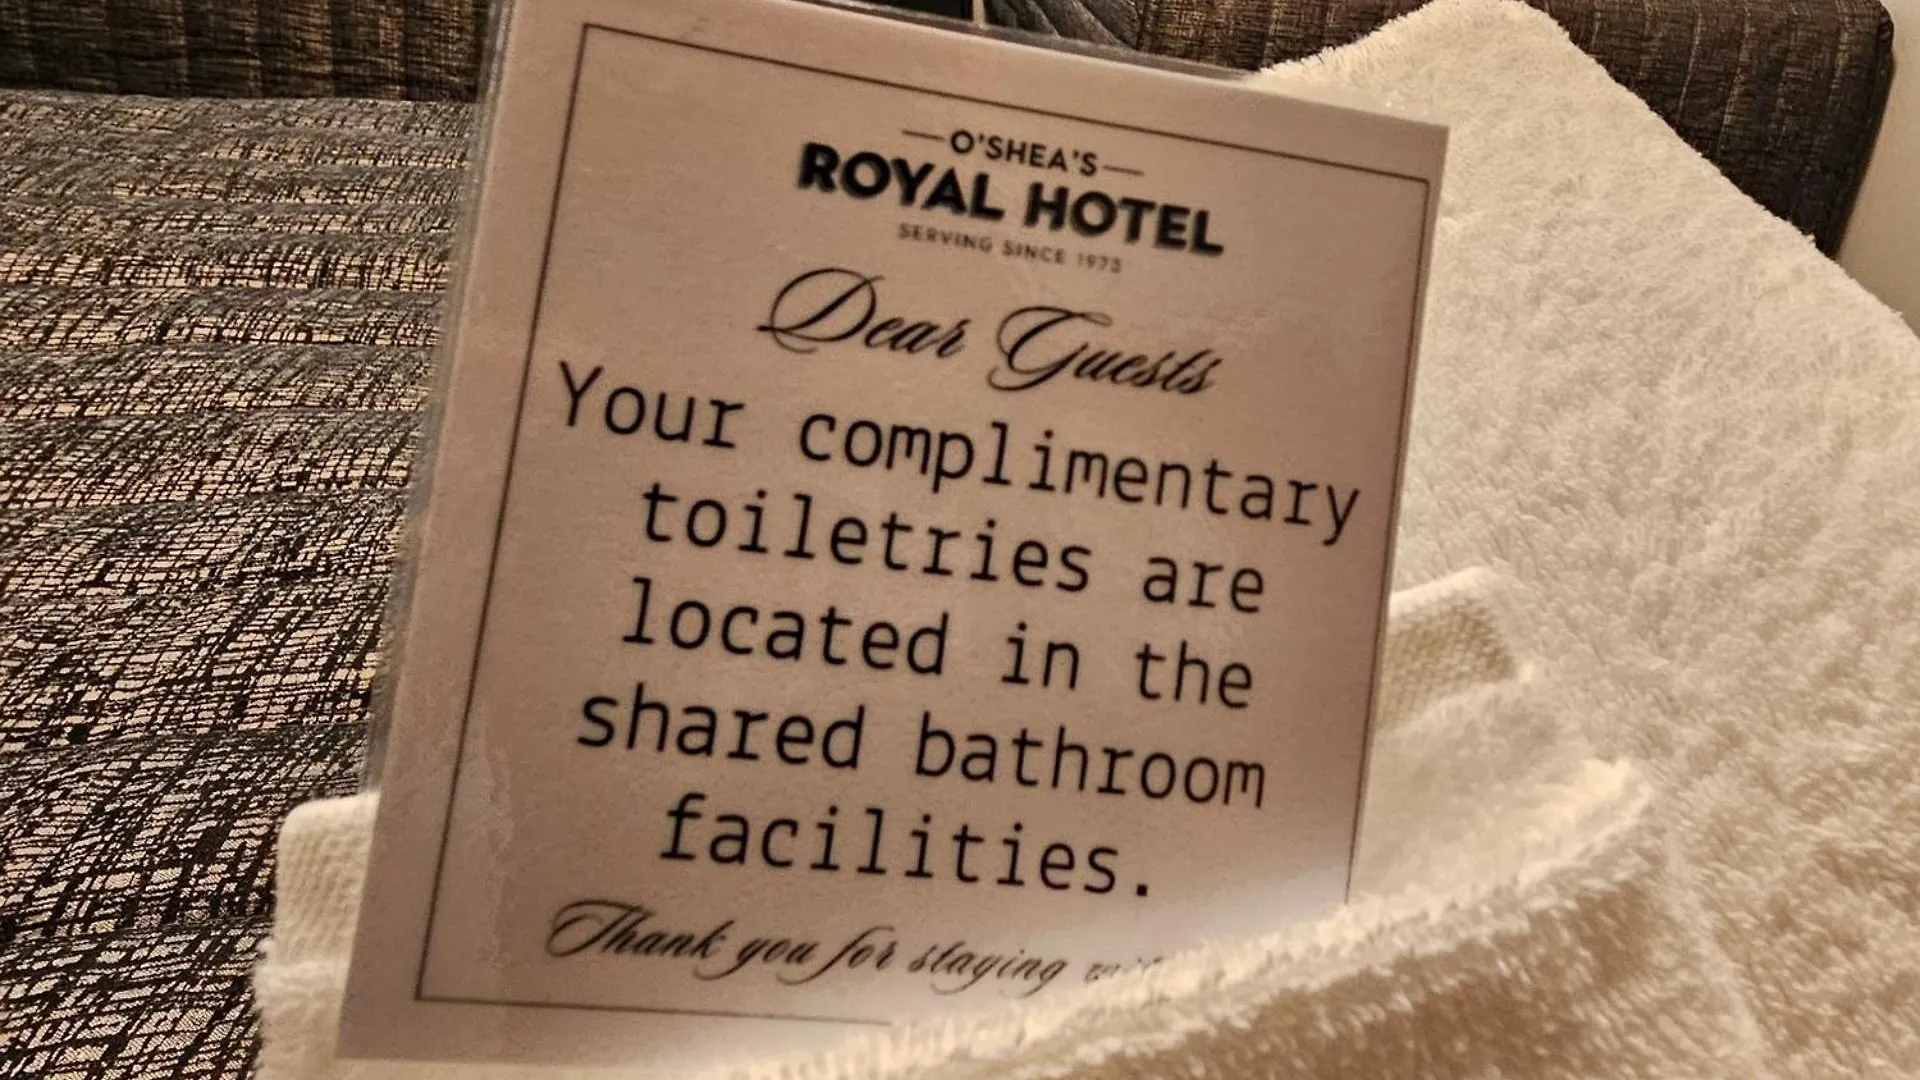 O'SHEA'S
ROYAL HOTEL
SERVING SINCE 1973
Dear Guests
Your complimentary
toiletries are
located in the
shared bathroom
facilities.
Thank you for staying